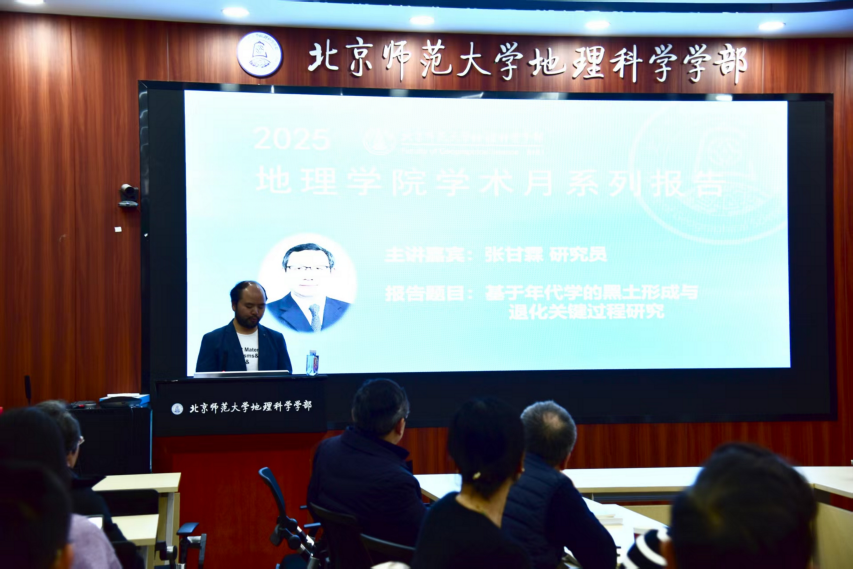 北京师范大学地理科学学部
2025
地理学院学术月系列报告
主讲嘉宾：张甘霖 研究员
报告题目：基于年代学的黑土形成与
退化关键过程研究
北京师范大学地理科学学部